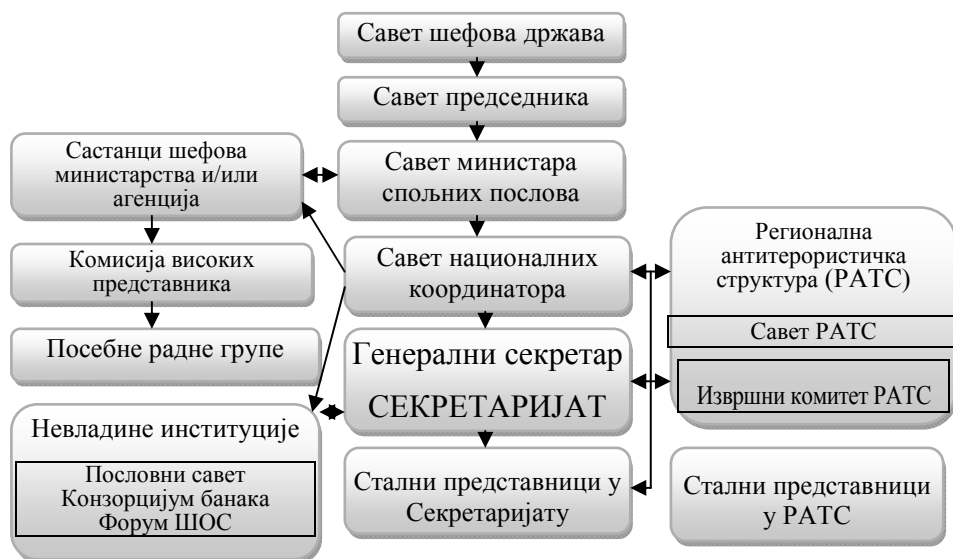 Савет шефова држава
Савет председника
Савет министара
спољних послова
Састанци шефова
министарства и/или
агенција
Комисија високих
представника
Посебне радне групе
Савет националних
координатора
Генерални секретар
СЕКРЕТАРИЈАТ
Стални представници у
Секретаријату
Невладине институције
Пословни савет
Конзорцијум банака
Форум ШОС
Регионална
антитерористичка
структура (РАТС)
Савет РАТС
Извршни комитет РАТС
Стални представници
у РАТС